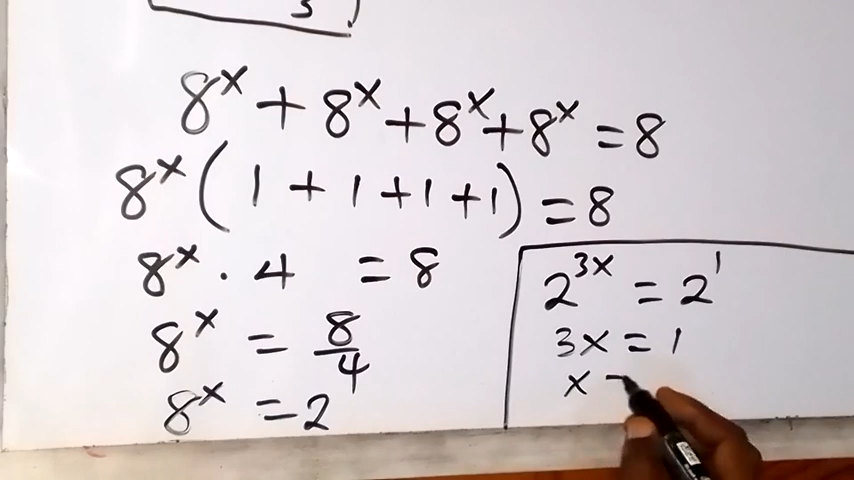 3
8^x + 8^x + 8^x + 8^x = 8
8^x ( 1 + 1 + 1 + 1 ) = 8
8^x · 4 = 8
8^x = 8/4
8^x = 2
2^3x = 2^1
3x = 1
x =